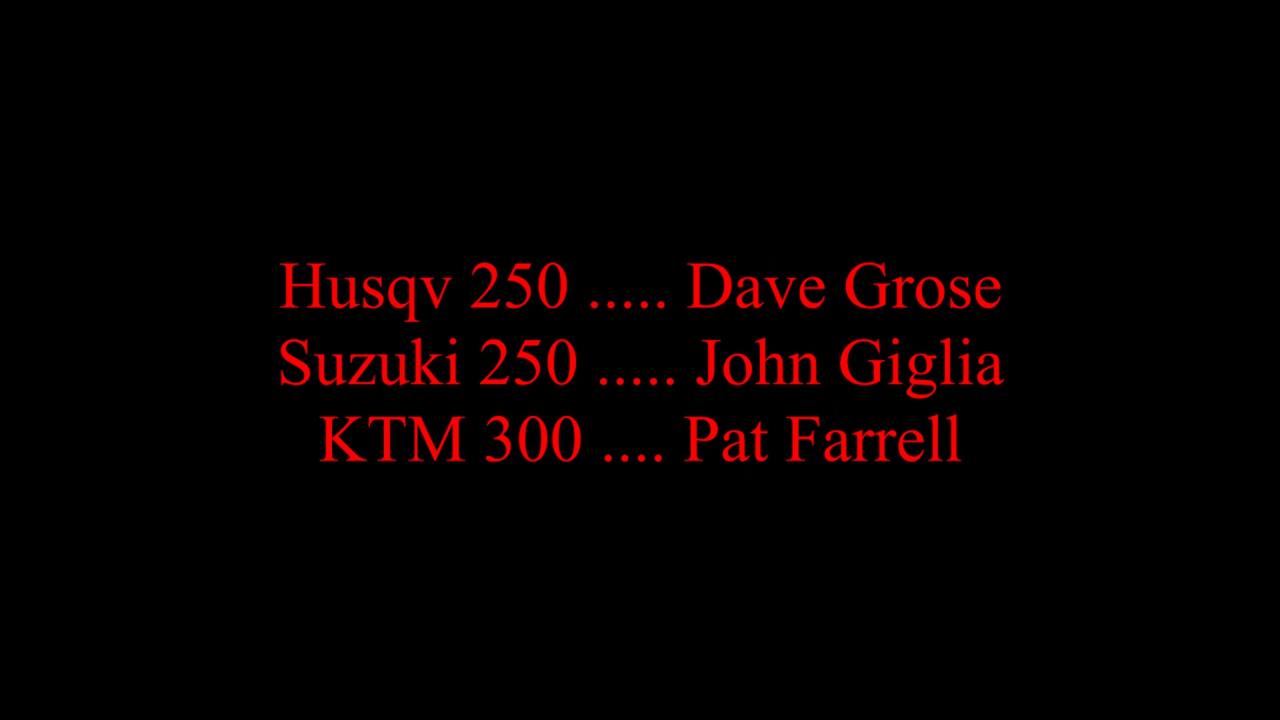 Husqv 250 ..... Dave Grose
Suzuki 250 ..... John Giglia
KTM 300 .... Pat Farrell